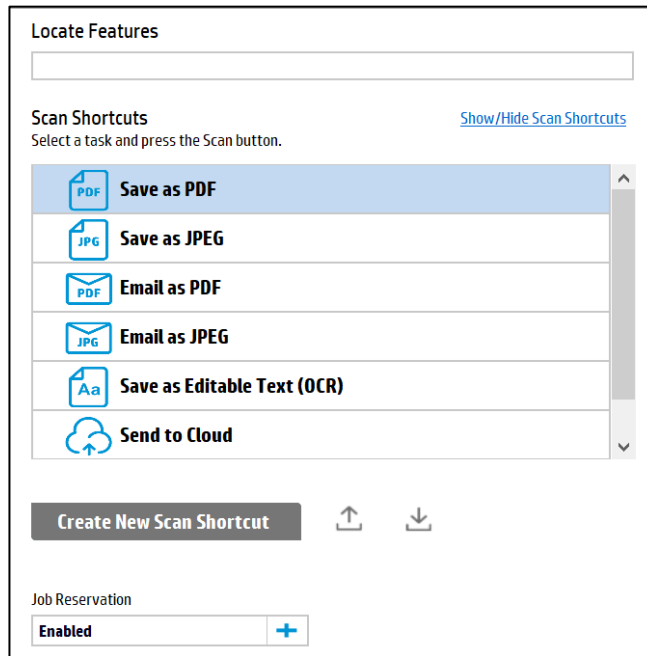 Locate Features
Scan Shortcuts
Show/Hide Scan Shortcuts
Select a task and press the Scan button.
PDF Save as PDF
JPG Save as JPEG
PDF Email as PDF
JPG Email as JPEG
Aa Save as Editable Text (OCR)
Send to Cloud
Create New Scan Shortcut
Job Reservation
Enabled